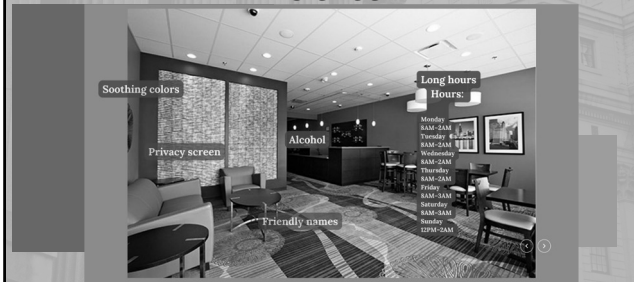 Soothing colors
Privacy screen
Alcohol
Friendly names
Long hours
Hours:
Monday
8AM-2AM
Tuesday
8AM-2AM
Wednesday
8AM-2AM
Thursday
8AM-2AM
Friday
8AM-3AM
Saturday
8AM-3AM
Sunday
12PM-2AM